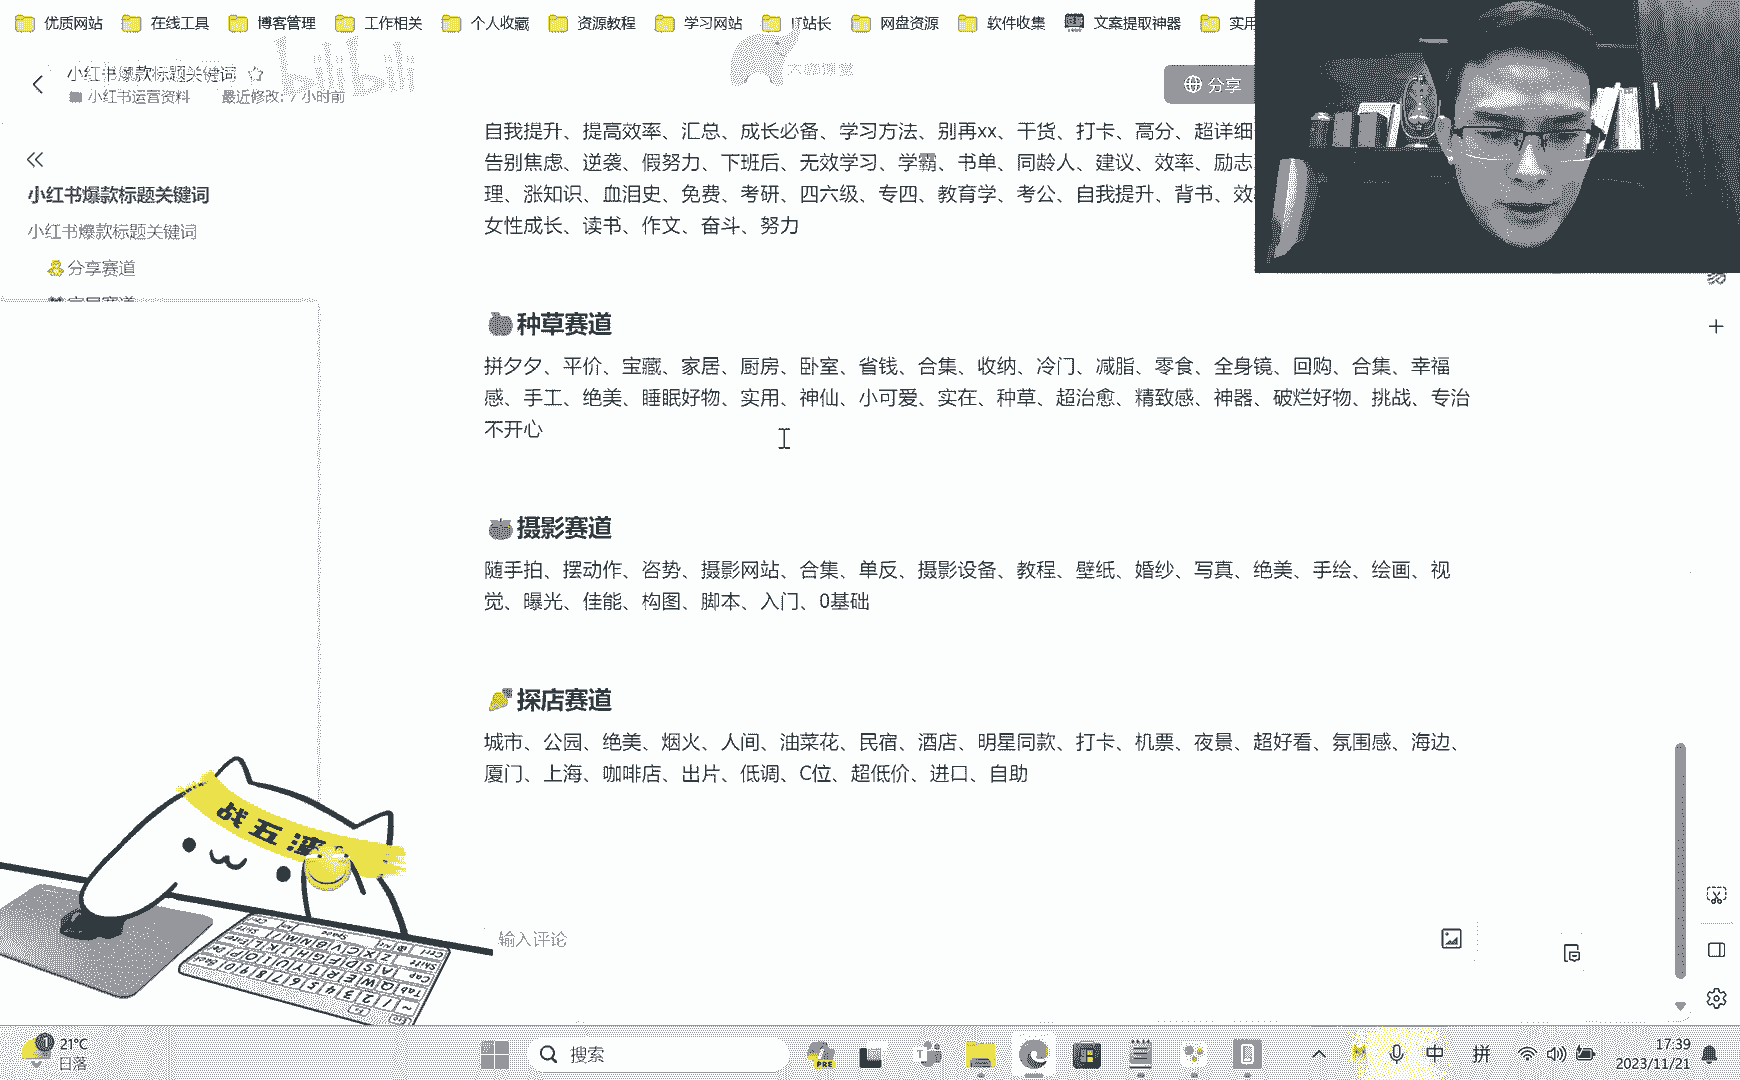 优质网站 在线工具 博客管理 工作相关 个人收藏 资源教程 学习网站 IT站长 网盘资源 软件收集 文案提取神器 实用
bilibili
小红书爆款标题关键词
小红书运营资料 最近修改: 7 小时前
分享
小红书爆款标题关键词
小红书爆款标题关键词
分享赛道
自我提升、提高效率、汇总、成长必备、学习方法、别再xx、干货、打卡、高分、超详细
告别焦虑、逆袭、假努力、下班后、无效学习、学霸、书单、同龄人、建议、效率、励志
理、涨知识、血泪史、免费、考研、四六级、专四、教育学、考公、自我提升、背书、效
女性成长、读书、作文、奋斗、努力
种草赛道
拼夕夕、平价、宝藏、家居、厨房、卧室、省钱、合集、收纳、冷门、减脂、零食、全身镜、回购、合集、幸福
感、手工、绝美、睡眠好物、实用、神仙、小可爱、实在、种草、超治愈、精致感、神器、破烂好物、挑战、专治
不开心
摄影赛道
随手拍、摆动作、咨势、摄影网站、合集、单反、摄影设备、教程、壁纸、婚纱、写真、绝美、手绘、绘画、视
觉、曝光、佳能、构图、脚本、入门、0基础
探店赛道
城市、公园、绝美、烟火、人间、油菜花、民宿、酒店、明星同款、打卡、机票、夜景、超好看、氛围感、海边、
厦门、上海、咖啡店、出片、低调、C位、超低价、进口、自助
战五渣
输入评论
21°C
日落
搜索
PRE
中 拼
17:39
2023/11/21